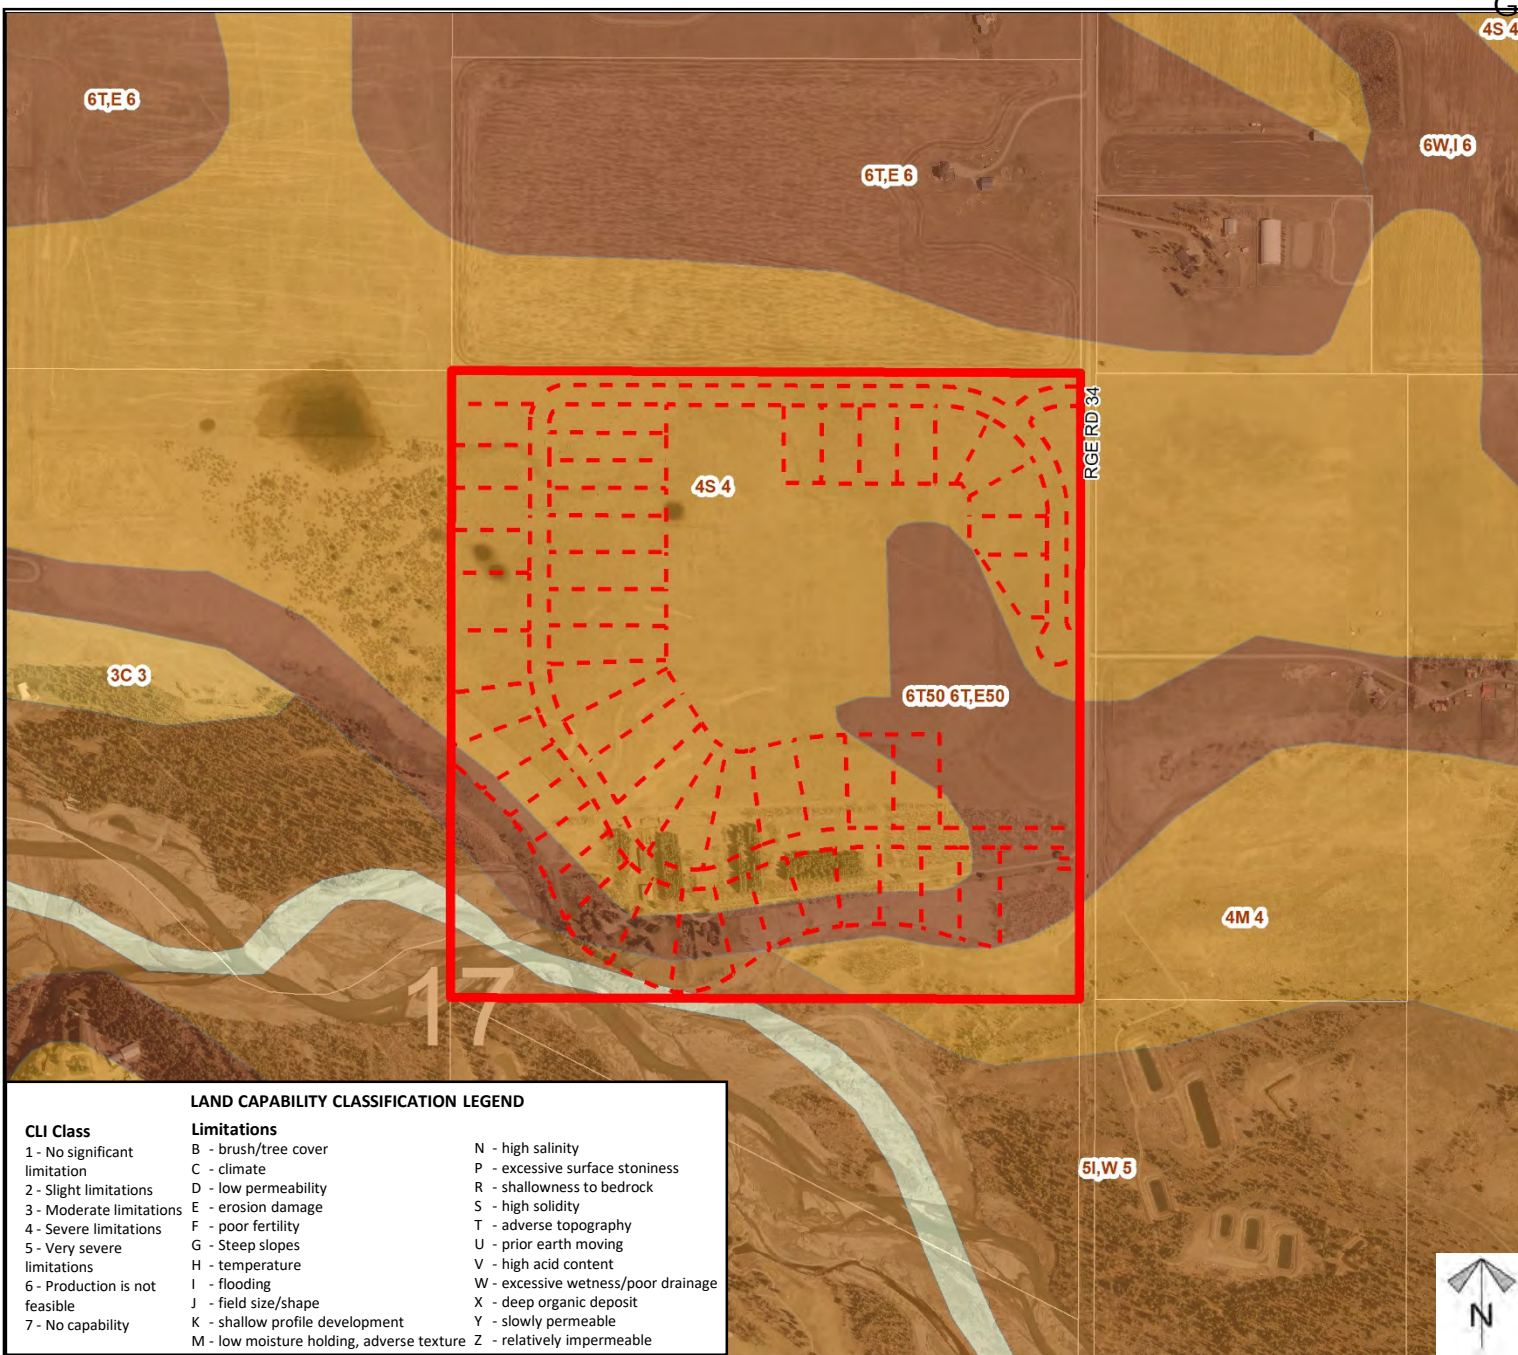 G
4S 4
6T,E 6
6W,I 6
6T,E 6
RGE RD 34
4S 4
3C 3
6T50 6T,E50
4M 4
17
5I,W 5
N
LAND CAPABILITY CLASSIFICATION LEGEND
CLI Class
1 - No significant
limitation
2 - Slight limitations
3 - Moderate limitations
4 - Severe limitations
5 - Very severe
limitations
6 - Production is not
feasible
7 - No capability
Limitations
B - brush/tree cover
C - climate
D - low permeability
E - erosion damage
F - poor fertility
G - Steep slopes
H - temperature
I - flooding
J - field size/shape
K - shallow profile development
M - low moisture holding, adverse texture
N - high salinity
P - excessive surface stoniness
R - shallowness to bedrock
S - high solidity
T - adverse topography
U - prior earth moving
V - high acid content
W - excessive wetness/poor drainage
X - deep organic deposit
Y - slowly permeable
Z - relatively impermeable